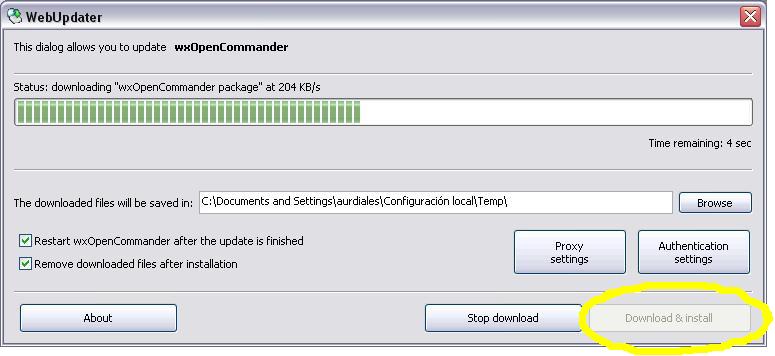 WebUpdater
This dialog allows you to update wxOpenCommander
Status: downloading "wxOpenCommander package" at 204 KB/s
Time remaining: 4 sec
The downloaded files will be saved in: C:\Documents and Settings\aurdiales\Configuración local\Temp\ Browse
Restart wxOpenCommander after the update is finished
Remove downloaded files after installation
Proxy settings
Authentication settings
About Stop download Download & install